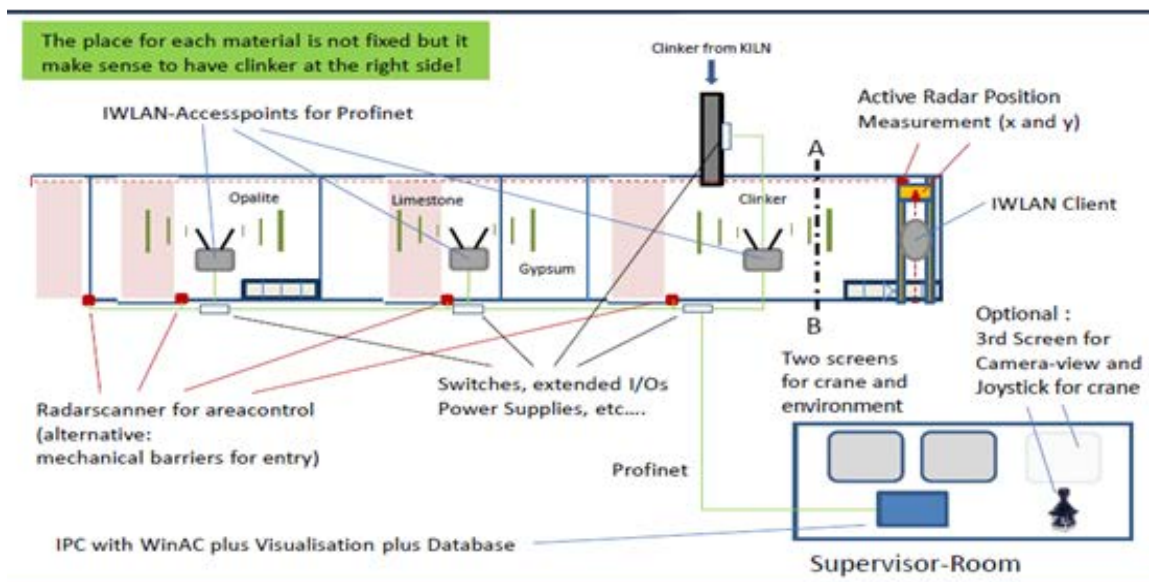 The place for each material is not fixed but it
make sense to have clinker at the right side!
Clinker from KILN
IWLAN-Accesspoints for Profinet
Active Radar Position
Measurement (x and y)
A
Opalite
Limestone
Clinker
IWLAN Client
Gypsum
B
Optional :
3rd Screen for
Camera-view and
Joystick for crane
Two screens
for crane and
environment
Switches, extended I/Os
Power Supplies, etc....
Radarscanner for areacontrol
(alternative:
mechanical barriers for entry)
Profinet
IPC with WinAC plus Visualisation plus Database
Supervisor-Room